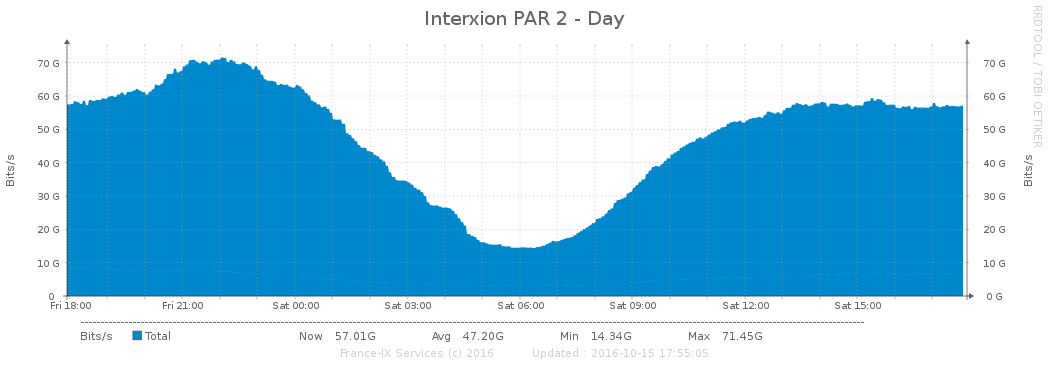 Interxion PAR 2 - Day
RRDTOOL / TOBI OETIKER
Bits/s
Bits/s
70 G 70 G
60 G 60 G
50 G 50 G
40 G 40 G
30 G 30 G
20 G 20 G
10 G 10 G
0 0 G
Fri 18:00 Fri 21:00 Sat 00:00 Sat 03:00 Sat 06:00 Sat 09:00 Sat 12:00 Sat 15:00
Bits/s Total Now 57.01G Avg 47.20G Min 14.34G Max 71.45G
France-IX Services (c) 2016 Updated : 2016-10-15 17:55:05